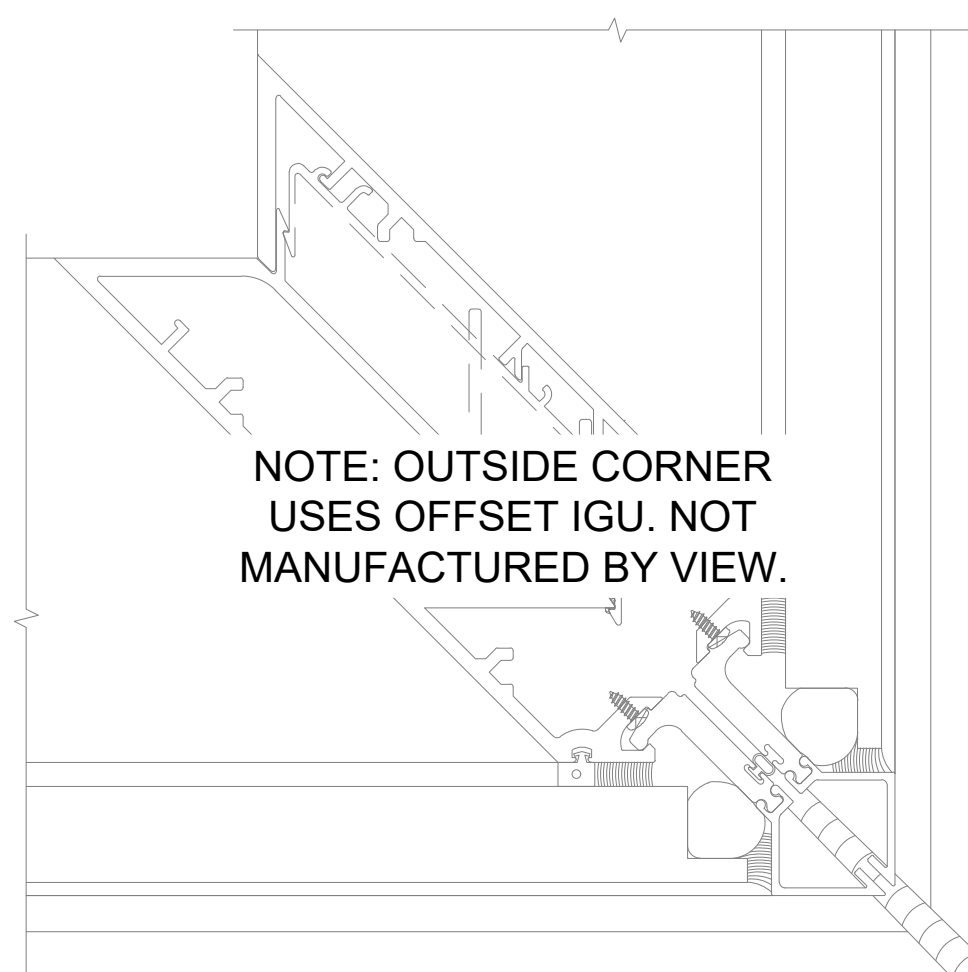 NOTE: OUTSIDE CORNER
USES OFFSET IGU. NOT
MANUFACTURED BY VIEW.